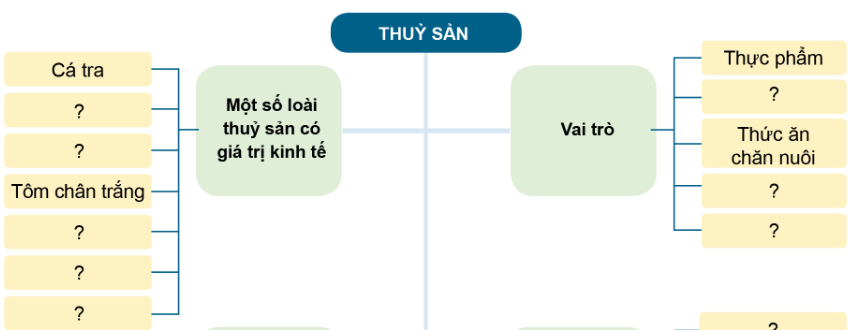 THUỶ SẢN
Cá tra
?
?
Tôm chân trắng
?
?
?
Một số loài
thuỷ sản có
giá trị kinh tế
Vai trò
Thực phẩm
?
Thức ăn
chăn nuôi
?
?
?